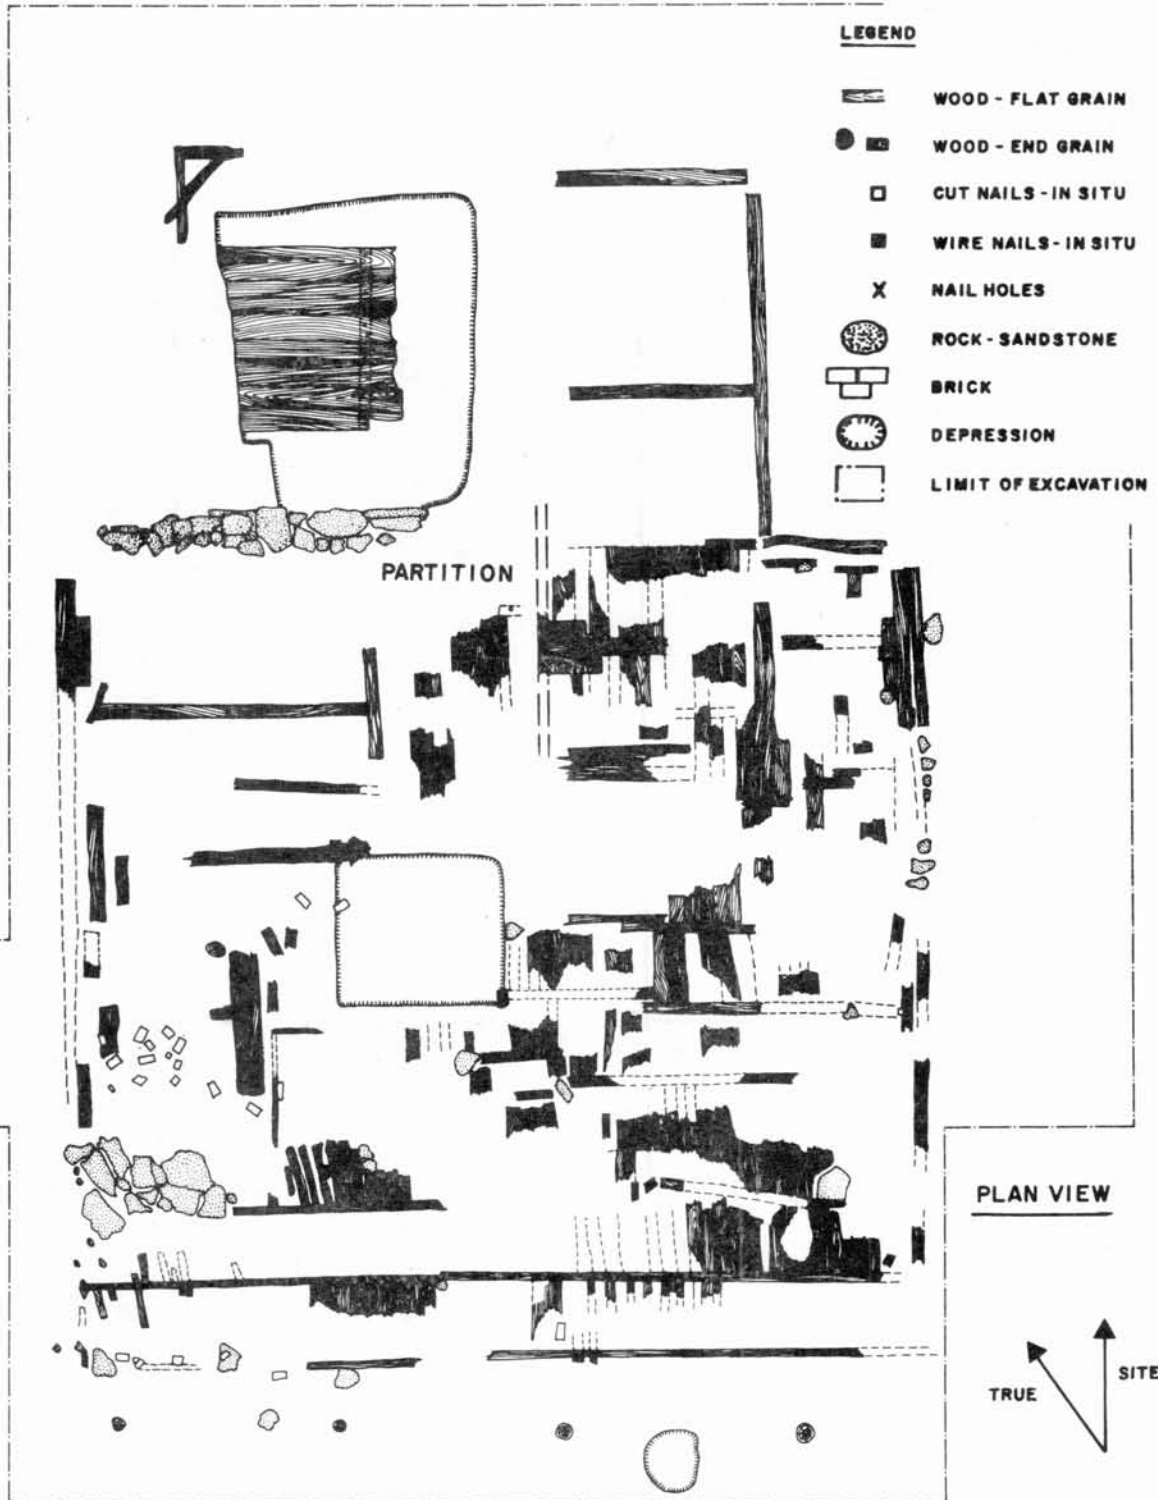 LEGEND
WOOD - FLAT GRAIN
WOOD - END GRAIN
CUT NAILS - IN SITU
WIRE NAILS - IN SITU
X NAIL HOLES
ROCK - SANDSTONE
BRICK
DEPRESSION
LIMIT OF EXCAVATION
PARTITION
PLAN VIEW
TRUE
SITE